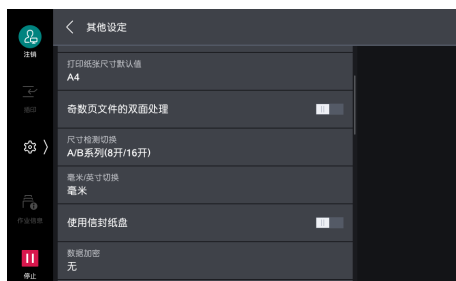 其他设定
注销
打印纸张尺寸默认值
A4
插印
奇数页文件的双面处理
尺寸检测切换
A/B系列(8开/16开)
毫米/英寸切换
毫米
作业信息
使用信封纸盘
数据加密
无
停止